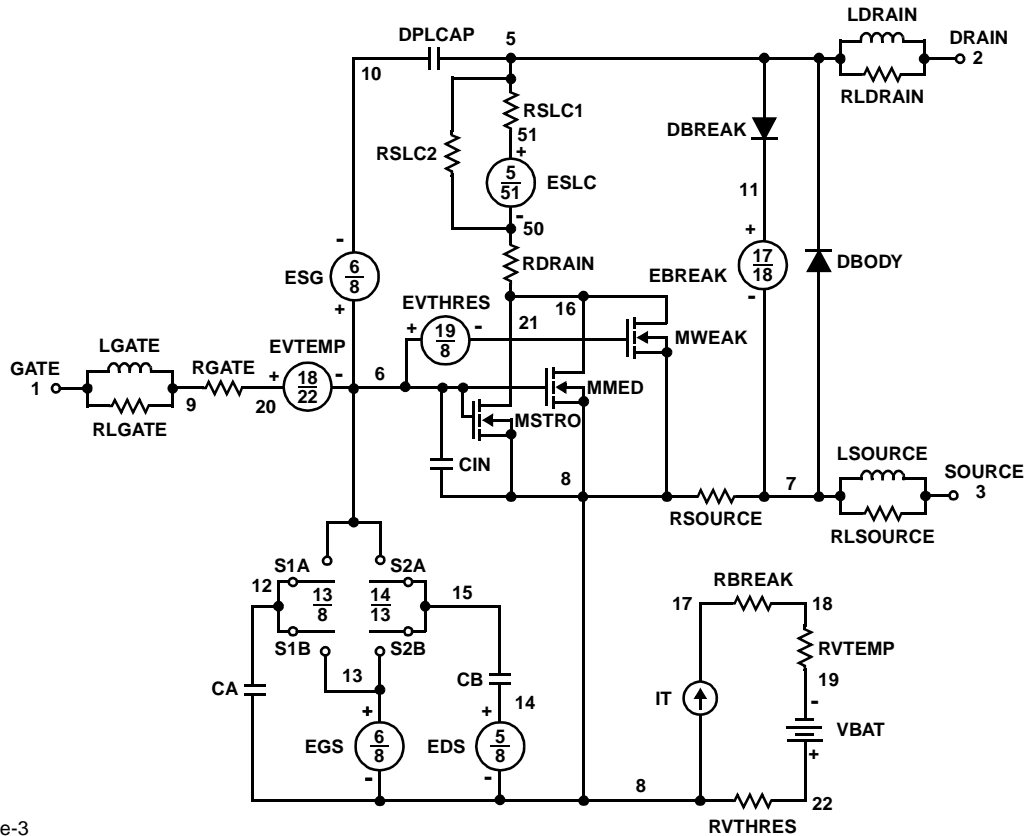 LDRAIN
DPLCAP 5 DRAIN
10 2
RSLC1 RLDRAIN
51 DBREAK
RSLC2 +
5
51 ESLC
11
-
50
+
- RDRAIN 17
18 EBREAK DBODY
ESG 6
8
EVTHRES 16 -
+ + 19
8 - 21
MWEAK
LGATE EVTEMP
GATE RGATE + 18
22 - 6
1 MMED
9 20 MSTRO
RLGATE
LSOURCE
CIN 8 7 SOURCE
3
RSOURCE
RLSOURCE
S1A S2A
12 13
8 14
13 15
RBREAK
17 18
S1B S2B
RVTEMP
13 CB 19
CA 14 IT -
+ + VBAT
EGS 6
8 EDS 5
8 +
- - 8 22
RVTHRES
e-3